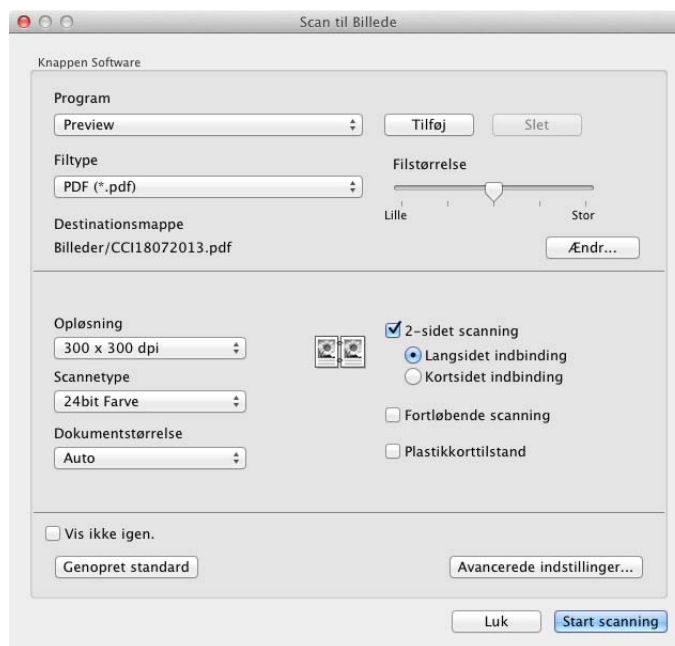 Scan til Billede
Knappen Software
Program
Preview
Tilføj
Slet
Filtype
Filstørrelse
PDF (*.pdf)
Lille
Stor
Destinationsmappe
Billeder/CCI18072013.pdf
Ændr...
Opløsning
300 x 300 dpi
2-sidet scanning
Langsidet indbinding
Scannetype
Kortsidet indbinding
24bit Farve
Fortløbende scanning
Dokumentstørrelse
Auto
Plastikkorttilstand
Vis ikke igen.
Genopret standard
Avancerede indstillinger...
Luk
Start scanning